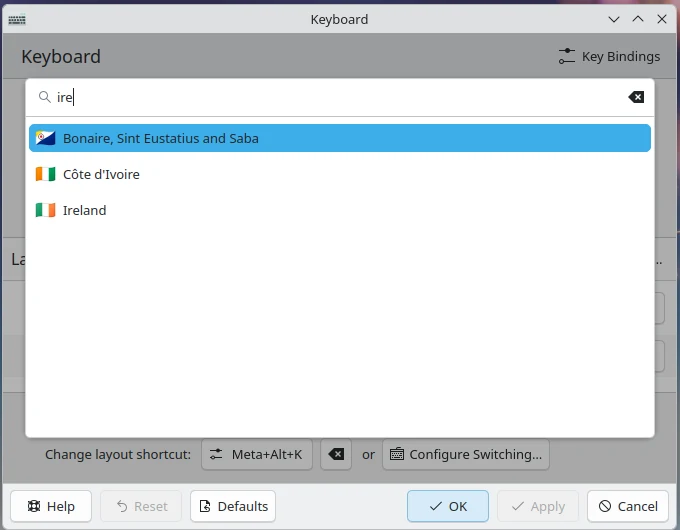 Keyboard
Keyboard
Key Bindings
ire
Bonaire, Sint Eustatius and Saba
Côte d'Ivoire
Ireland
La
..
Change layout shortcut: Meta+Alt+K or Configure Switching...
Help Reset Defaults OK Apply Cancel